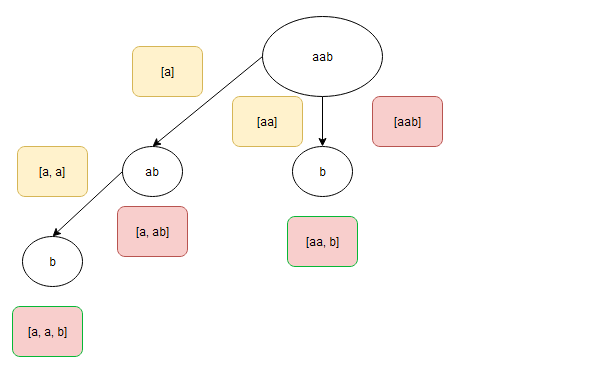 aab
[a]
[aa]
[aab]
[a, a]
ab
b
[a, ab]
[aa, b]
b
[a, a, b]